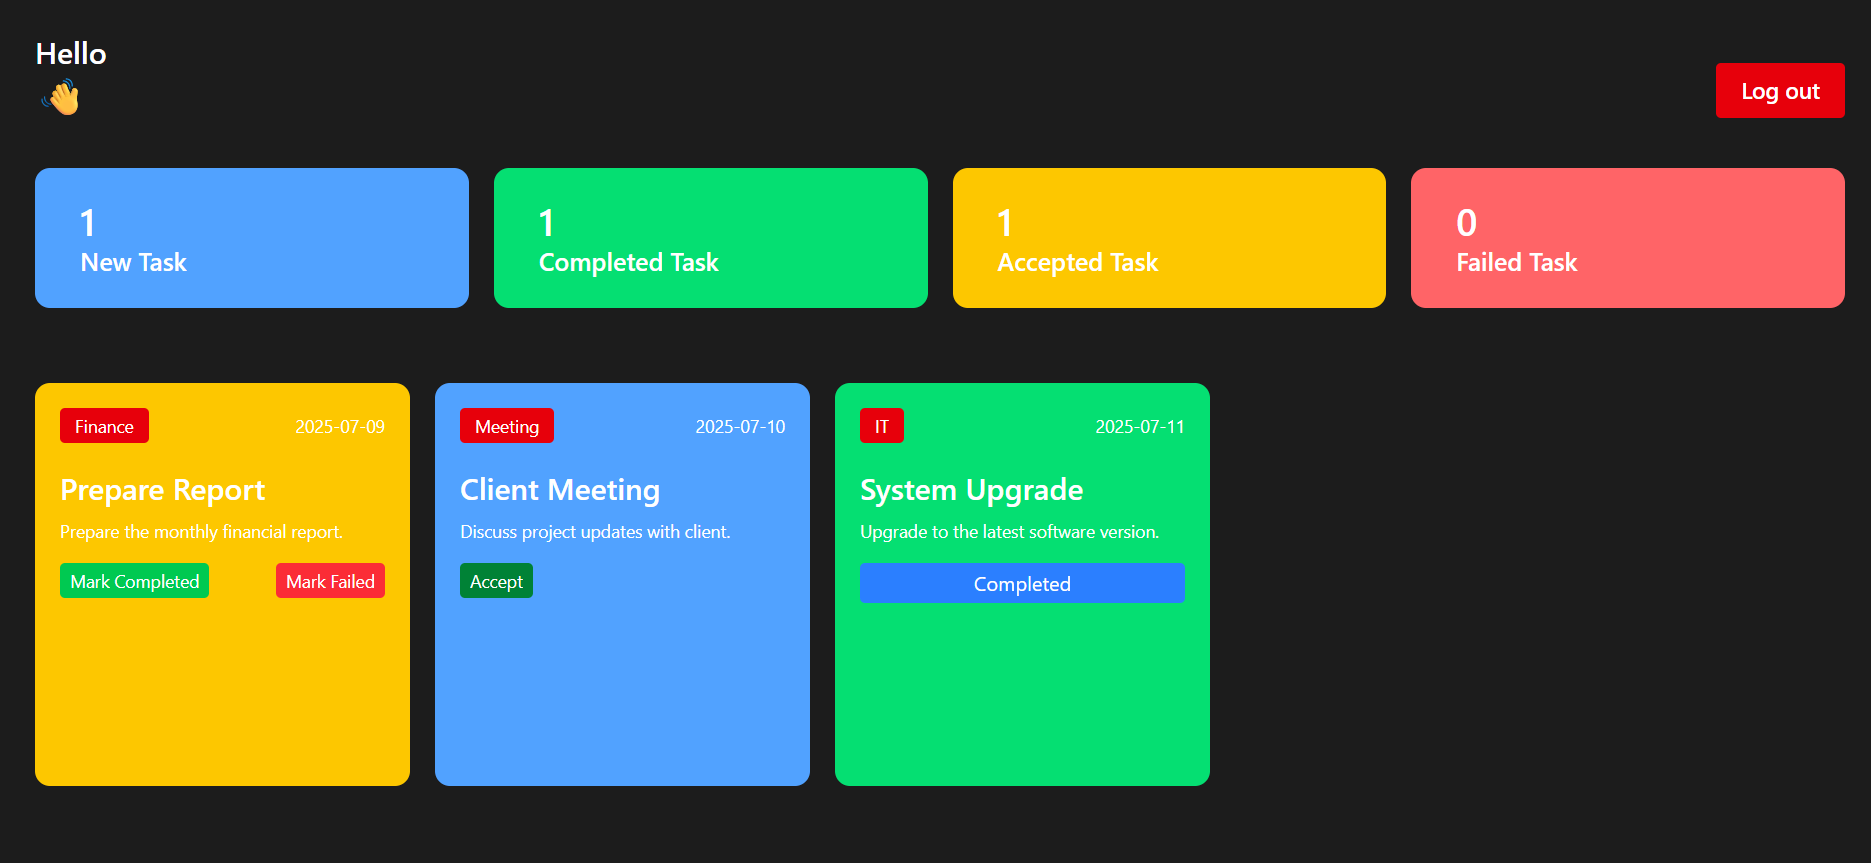 Hello
👋
Log out
1
New Task
1
Completed Task
1
Accepted Task
0
Failed Task
Finance
2025-07-09
Prepare Report
Prepare the monthly financial report.
Mark Completed
Mark Failed
Meeting
2025-07-10
Client Meeting
Discuss project updates with client.
Accept
IT
2025-07-11
System Upgrade
Upgrade to the latest software version.
Completed